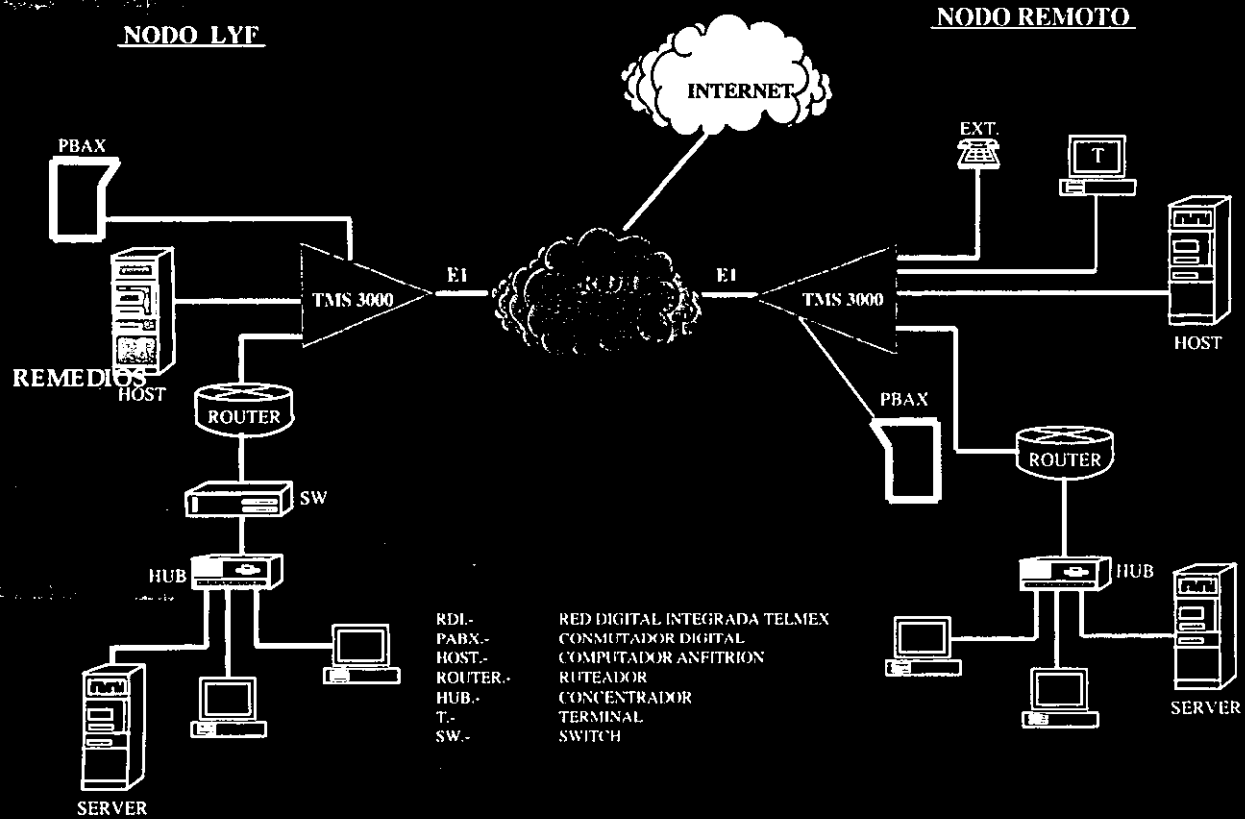 NODO LYF
NODO REMOTO
INTERNET
PBAX
EXT.
T
E1
E1
TMS 3000
TMS 3000
HOST
REMEDIOS
HOST
ROUTER
PBAX
ROUTER
SW
HUB
HUB
RDI.- RED DIGITAL INTEGRADA TELMEX
PABX.- CONMUTADOR DIGITAL
HOST.- COMPUTADOR ANFITRION
ROUTER.- RUTEADOR
HUB.- CONCENTRADOR
T.- TERMINAL
SW.- SWITCH
SERVER
SERVER